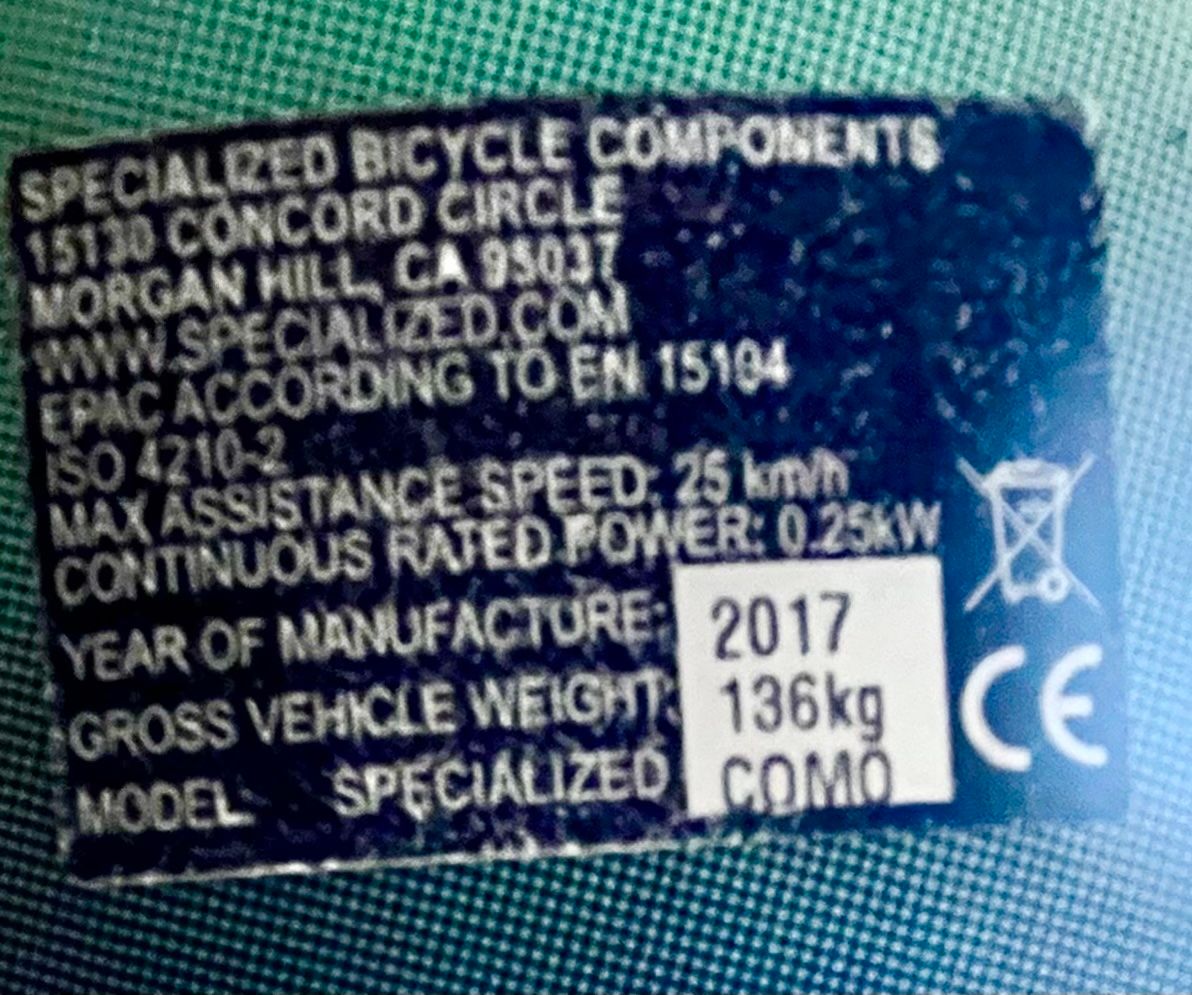 SPECIALIZED BICYCLE COMPONENTS
15130 CONCORD CIRCLE
MORGAN HILL, CA 95037
WWW.SPECIALIZED.COM
EPAC ACCORDING TO EN 15194
ISO 4210-2
MAX ASSISTANCE SPEED: 25 km/h
CONTINUOUS RATED POWER: 0.25kW
YEAR OF MANUFACTURE: 2017
GROSS VEHICLE WEIGHT: 136kg
MODEL: SPECIALIZED COMO
CE